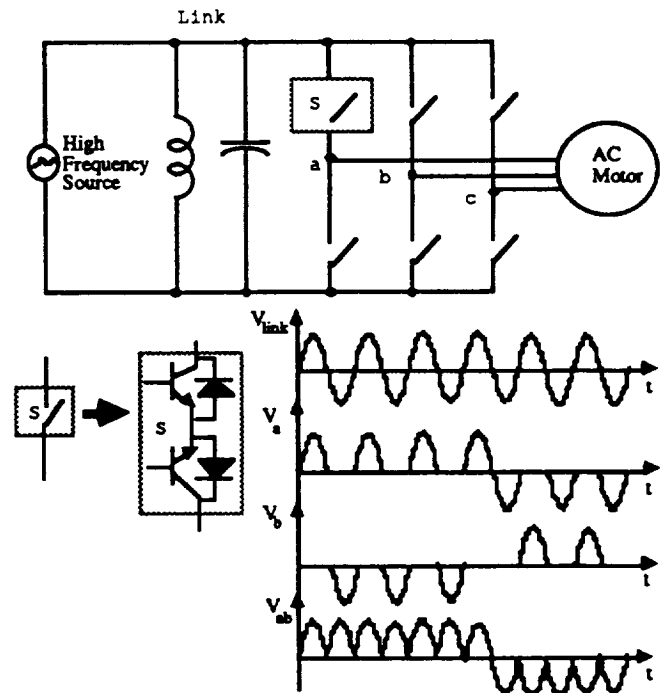 Link
S
High
Frequency
Source
a
b
c
AC
Motor
V link
t
S
S
V a
t
V b
t
V ab
t